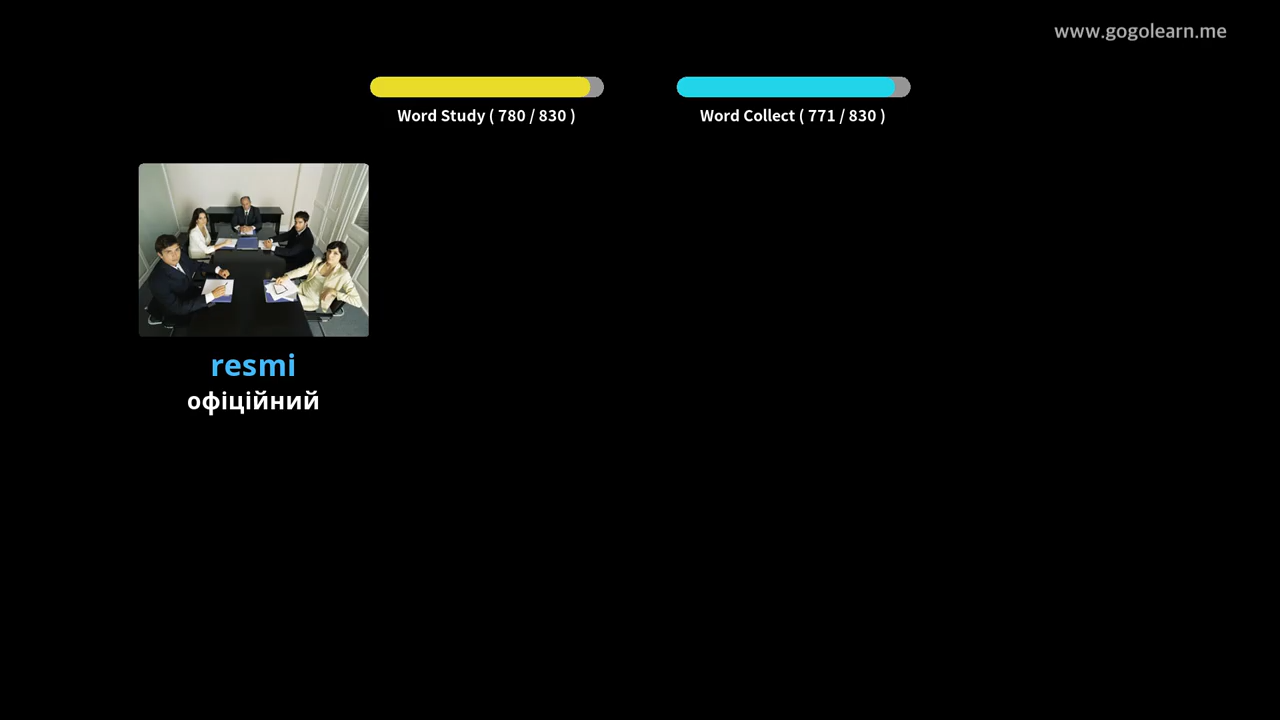 www.gogolearn.me
Word Study ( 780 / 830 )
Word Collect ( 771 / 830 )
resmi
офіційний